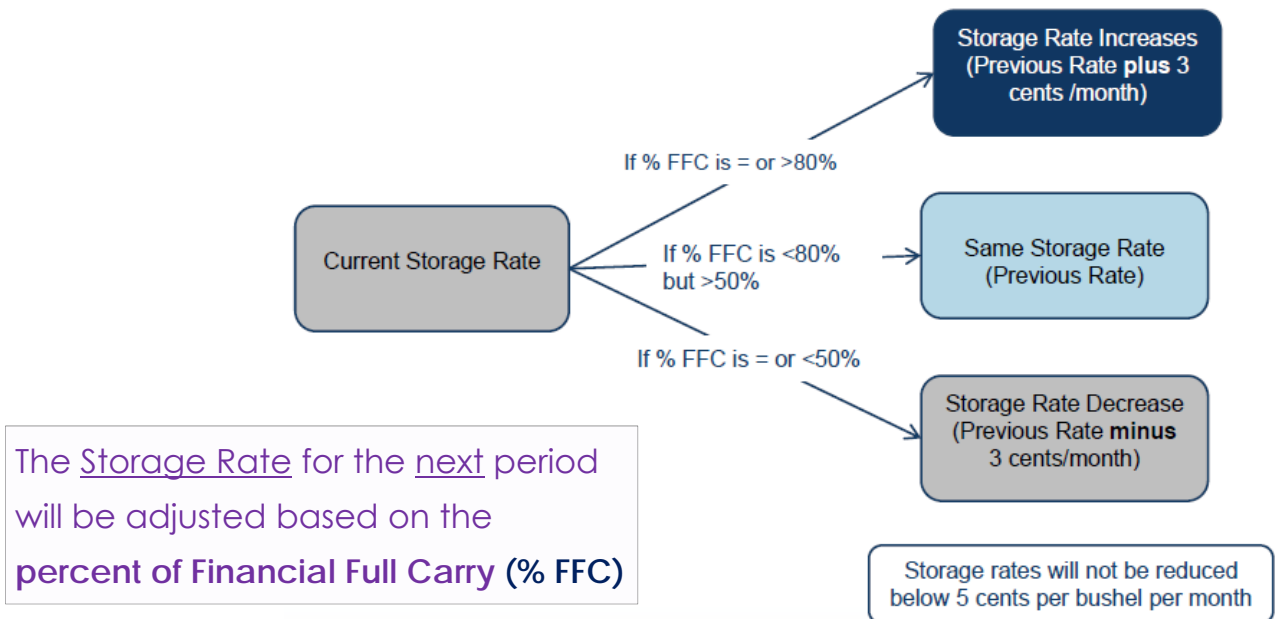 Storage Rate Increases
(Previous Rate plus 3
cents /month)
If % FFC is = or >80%
Current Storage Rate
If % FFC is <80%
but >50%
Same Storage Rate
(Previous Rate)
If % FFC is = or <50%
Storage Rate Decrease
(Previous Rate minus
3 cents/month)
The Storage Rate for the next period
will be adjusted based on the
percent of Financial Full Carry (% FFC)
Storage rates will not be reduced
below 5 cents per bushel per month